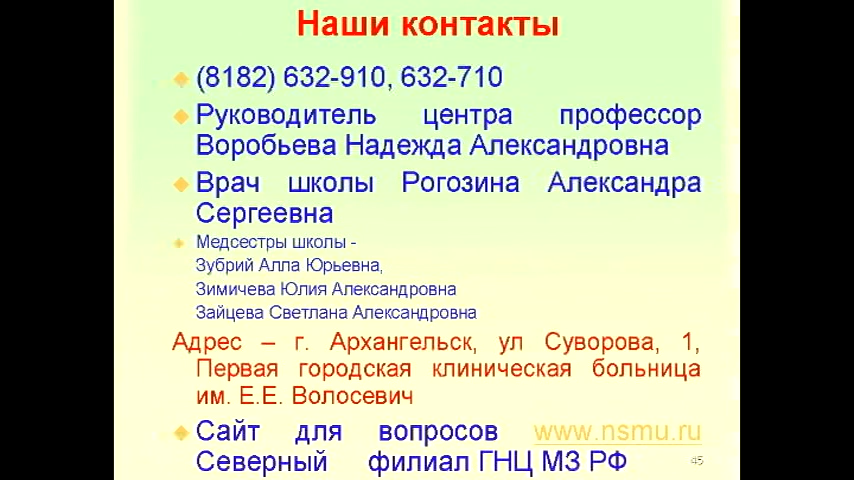 Наши контакты
(8182) 632-910, 632-710
Руководитель центра профессор
Воробьева Надежда Александровна
Врач школы Рогозина Александра
Сергеевна
Медсестры школы -
Зубрий Алла Юрьевна,
Зимичева Юлия Александровна
Зайцева Светлана Александровна
Адрес – г. Архангельск, ул Суворова, 1,
Первая городская клиническая больница
им. Е.Е. Волосевич
Сайт для вопросов www.nsmu.ru
Северный филиал ГНЦ МЗ РФ
45